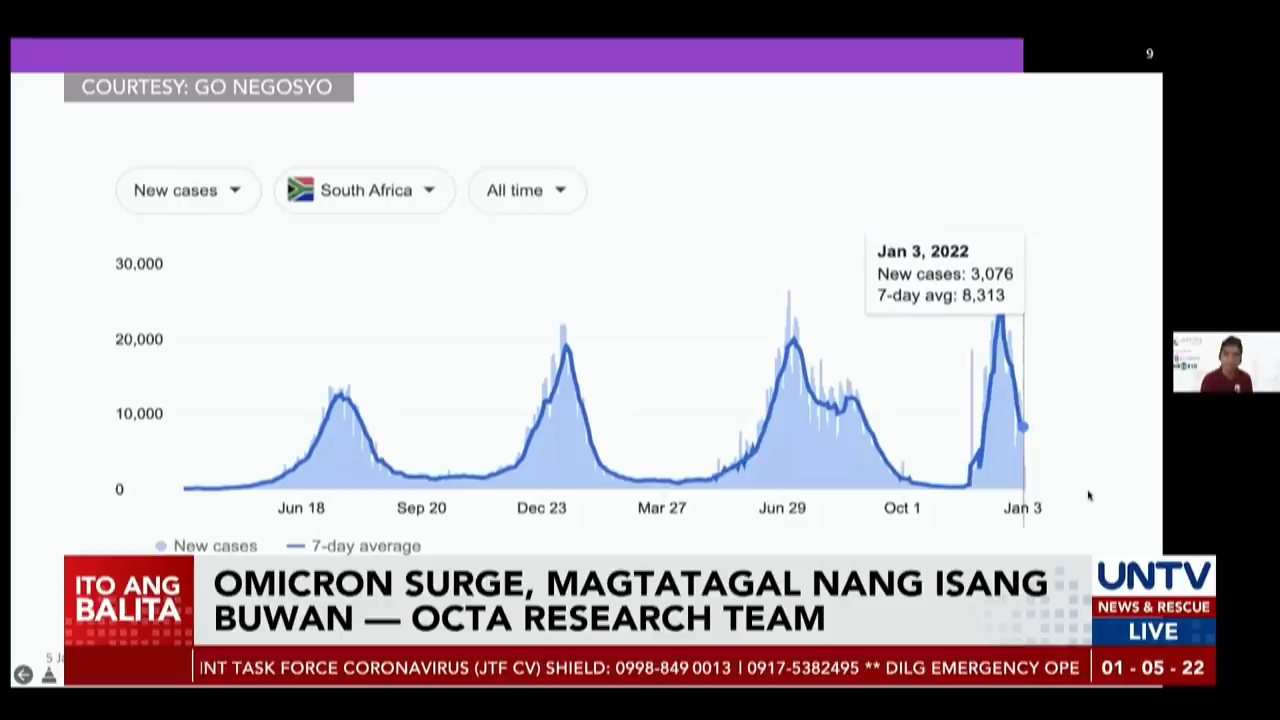 9
COURTESY: GO NEGOSYO
New cases
South Africa
All time
Jan 3, 2022
New cases: 3,076
7-day avg: 8,313
30,000
20,000
10,000
0
Jun 18
Sep 20
Dec 23
Mar 27
Jun 29
Oct 1
Jan 3
New cases
7-day average
ITO ANG
BALITA
OMICRON SURGE, MAGTATAGAL NANG ISANG
BUWAN — OCTA RESEARCH TEAM
UNTV
NEWS & RESCUE
LIVE
INT TASK FORCE CORONAVIRUS (JTF CV) SHIELD: 0998-849 0013 I 0917-5382495 ** DILG EMERGENCY OPE
01 - 05 - 22